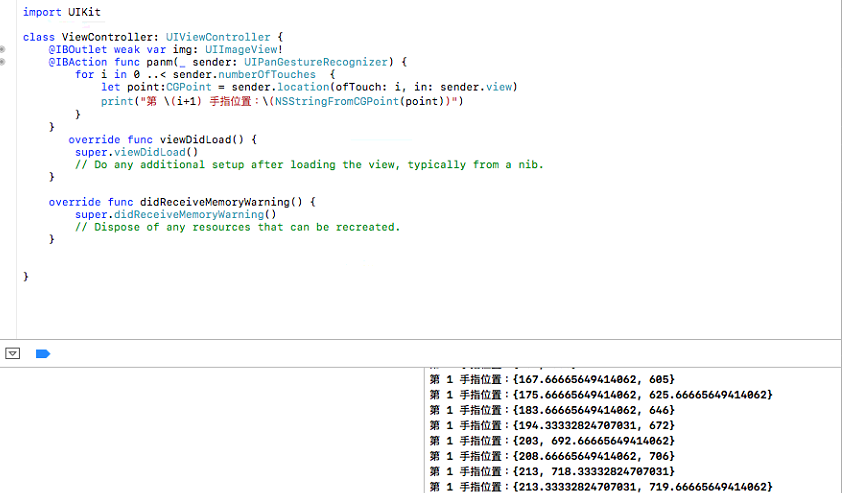 import UIKit
class ViewController: UIViewController {
@IBOutlet weak var img: UIImageView!
@IBAction func panm(_ sender: UIPanGestureRecognizer) {
for i in 0 ..< sender.numberOfTouches  {
let point:CGPoint = sender.location(ofTouch: i, in: sender.view)
print("第 \(i+1) 手指位置：\(NSStringFromCGPoint(point))")
}
}
override func viewDidLoad() {
super.viewDidLoad()
// Do any additional setup after loading the view, typically from a nib.
}
override func didReceiveMemoryWarning() {
super.didReceiveMemoryWarning()
// Dispose of any resources that can be recreated.
}
}
第 1 手指位置：{167.66665649414062, 605}
第 1 手指位置：{175.66665649414062, 625.66665649414062}
第 1 手指位置：{183.66665649414062, 646}
第 1 手指位置：{194.33332824707031, 672}
第 1 手指位置：{203, 692.66665649414062}
第 1 手指位置：{208.66665649414062, 706}
第 1 手指位置：{213, 718.33332824707031}
第 1 手指位置：{213.33332824707031, 719.66665649414062}